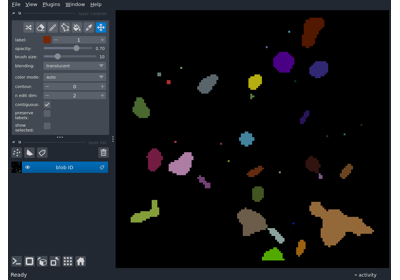 File View Plugins Window Help
label: 1
opacity: 0.70
brush size: 10
blending: translucent
color mode: auto
contour: 0
n edit dim: 2
contiguous:
preserve
labels:
show
selected:
blob ID
Ready
activity